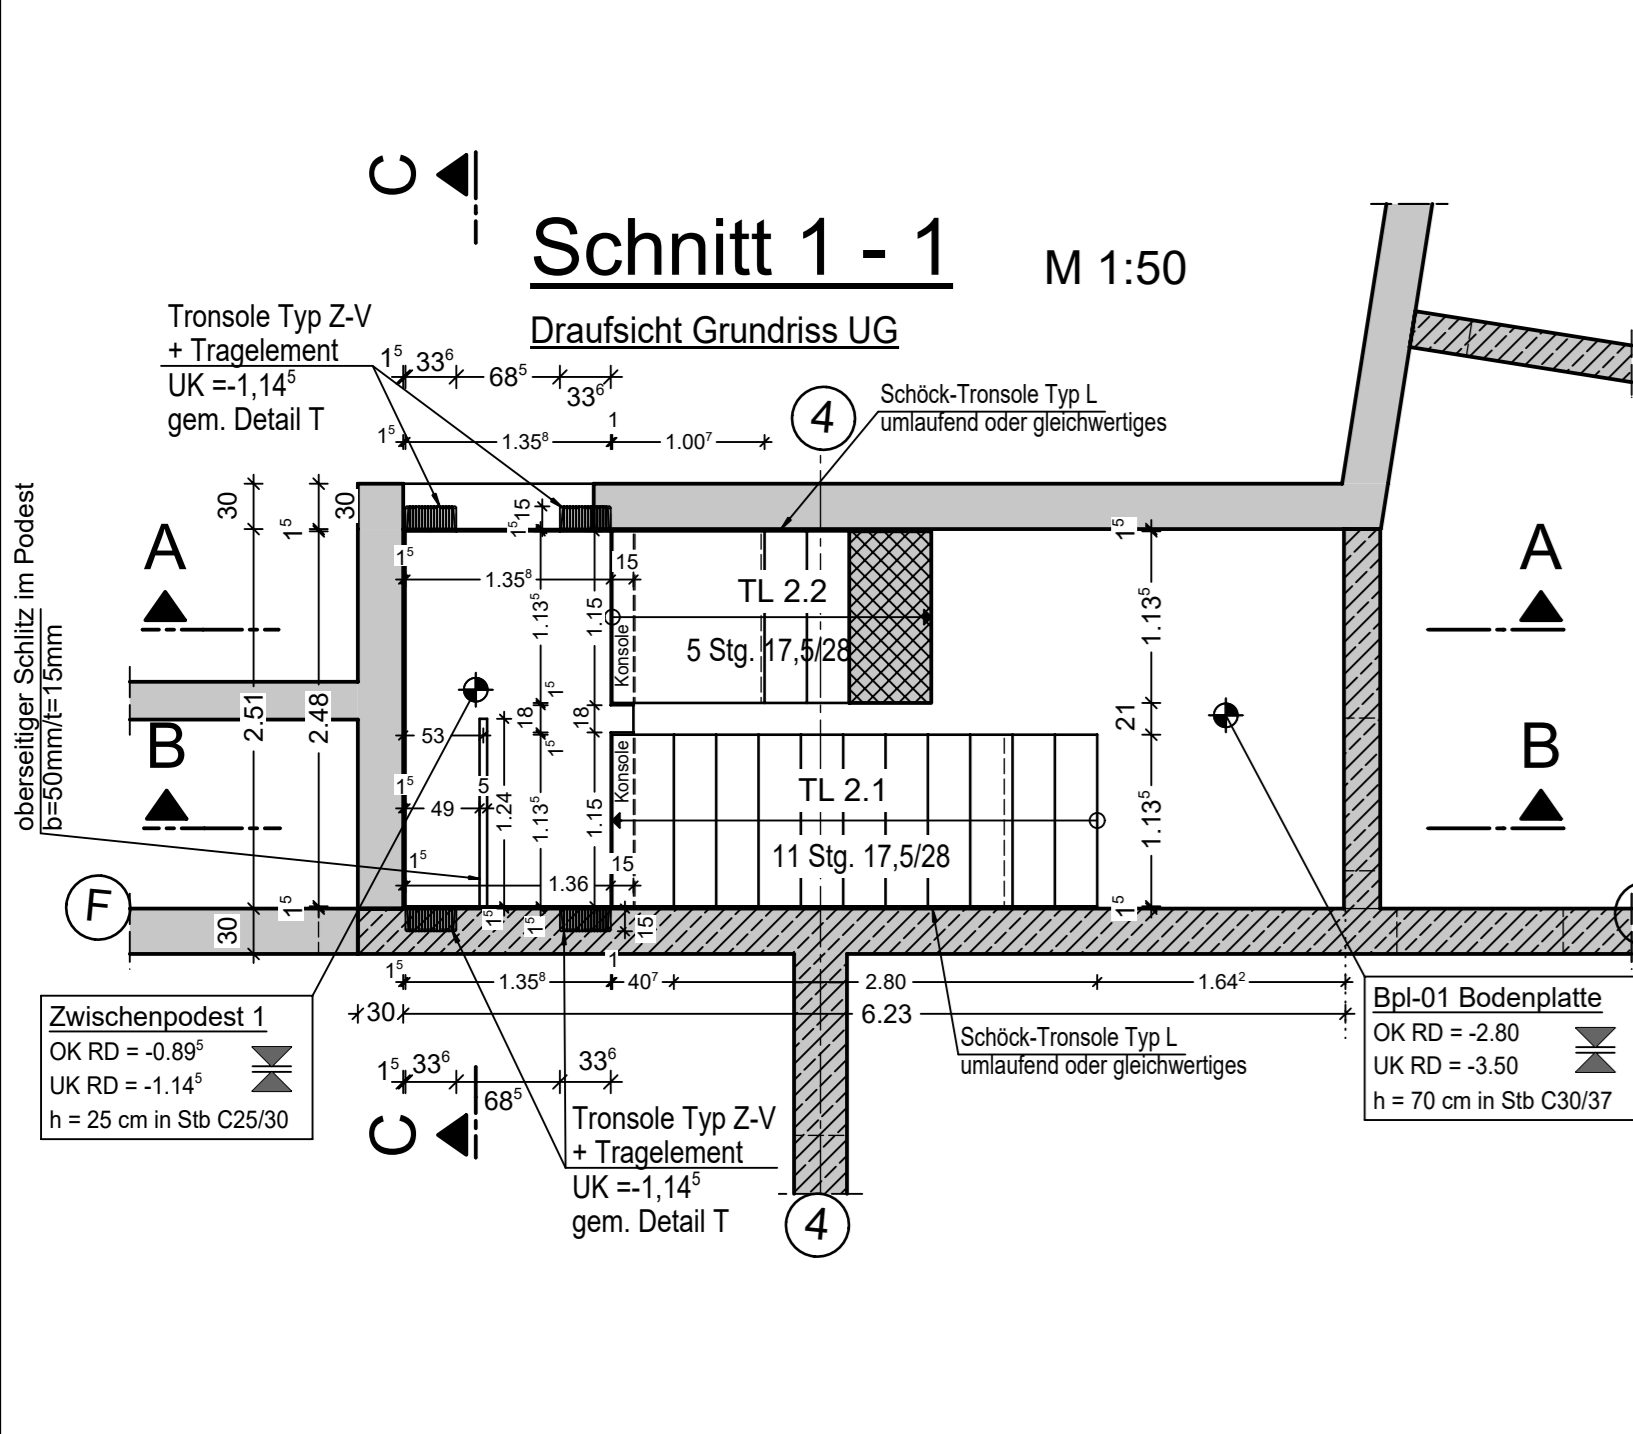 C
Schnitt 1 - 1
M 1:50
Draufsicht Grundriss UG
Tronsole Typ Z-V
+ Tragelement
UK =-1,14⁵
gem. Detail T
1⁵
33⁶
68⁵
33⁶
1⁵
1.35⁸
1
1.00⁷
4
Schöck-Tronsole Typ L
umlaufend oder gleichwertiges
oberseitiger Schlitz im Podest
b=50mm/t=15mm
30
1⁵
30
A
2.51
2.48
B
30
1⁵
F
1⁵
15
1⁵
1.35⁸
15
1.13⁵
1.15
Konsole
TL 2.2
5 Stg. 17,5/28
1⁵
18
18
1⁵
53
1⁵
49
5
1.24
1.13⁵
1.15
Konsole
TL 2.1
11 Stg. 17,5/28
1⁵
1.36
15
1⁵
1⁵
15
1⁵
1.13⁵
21
1.13⁵
1⁵
A
B
1⁵
1.35⁸
1
40⁷
2.80
1.64²
30
6.23
Zwischenpodest 1
OK RD = -0.89⁵
UK RD = -1.14⁵
h = 25 cm in Stb C25/30
Schöck-Tronsole Typ L
umlaufend oder gleichwertiges
Bpl-01 Bodenplatte
OK RD = -2.80
UK RD = -3.50
h = 70 cm in Stb C30/37
1⁵
33⁶
68⁵
33⁶
C
Tronsole Typ Z-V
+ Tragelement
UK =-1,14⁵
gem. Detail T
4